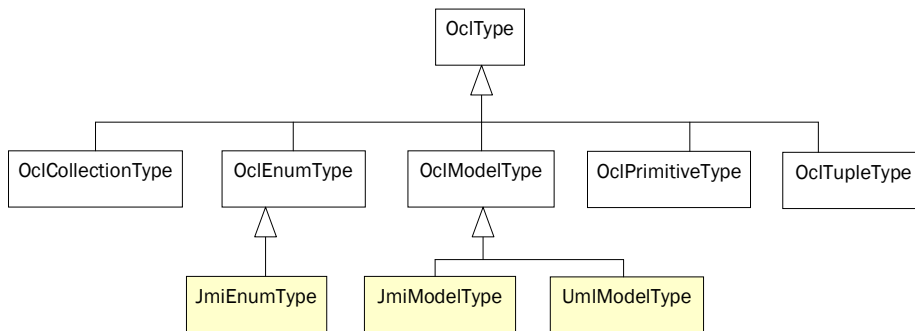 OclType
OclCollectionType
OclEnumType
OclModelType
OclPrimitiveType
OclTupleType
JmiEnumType
JmiModelType
UmlModelType